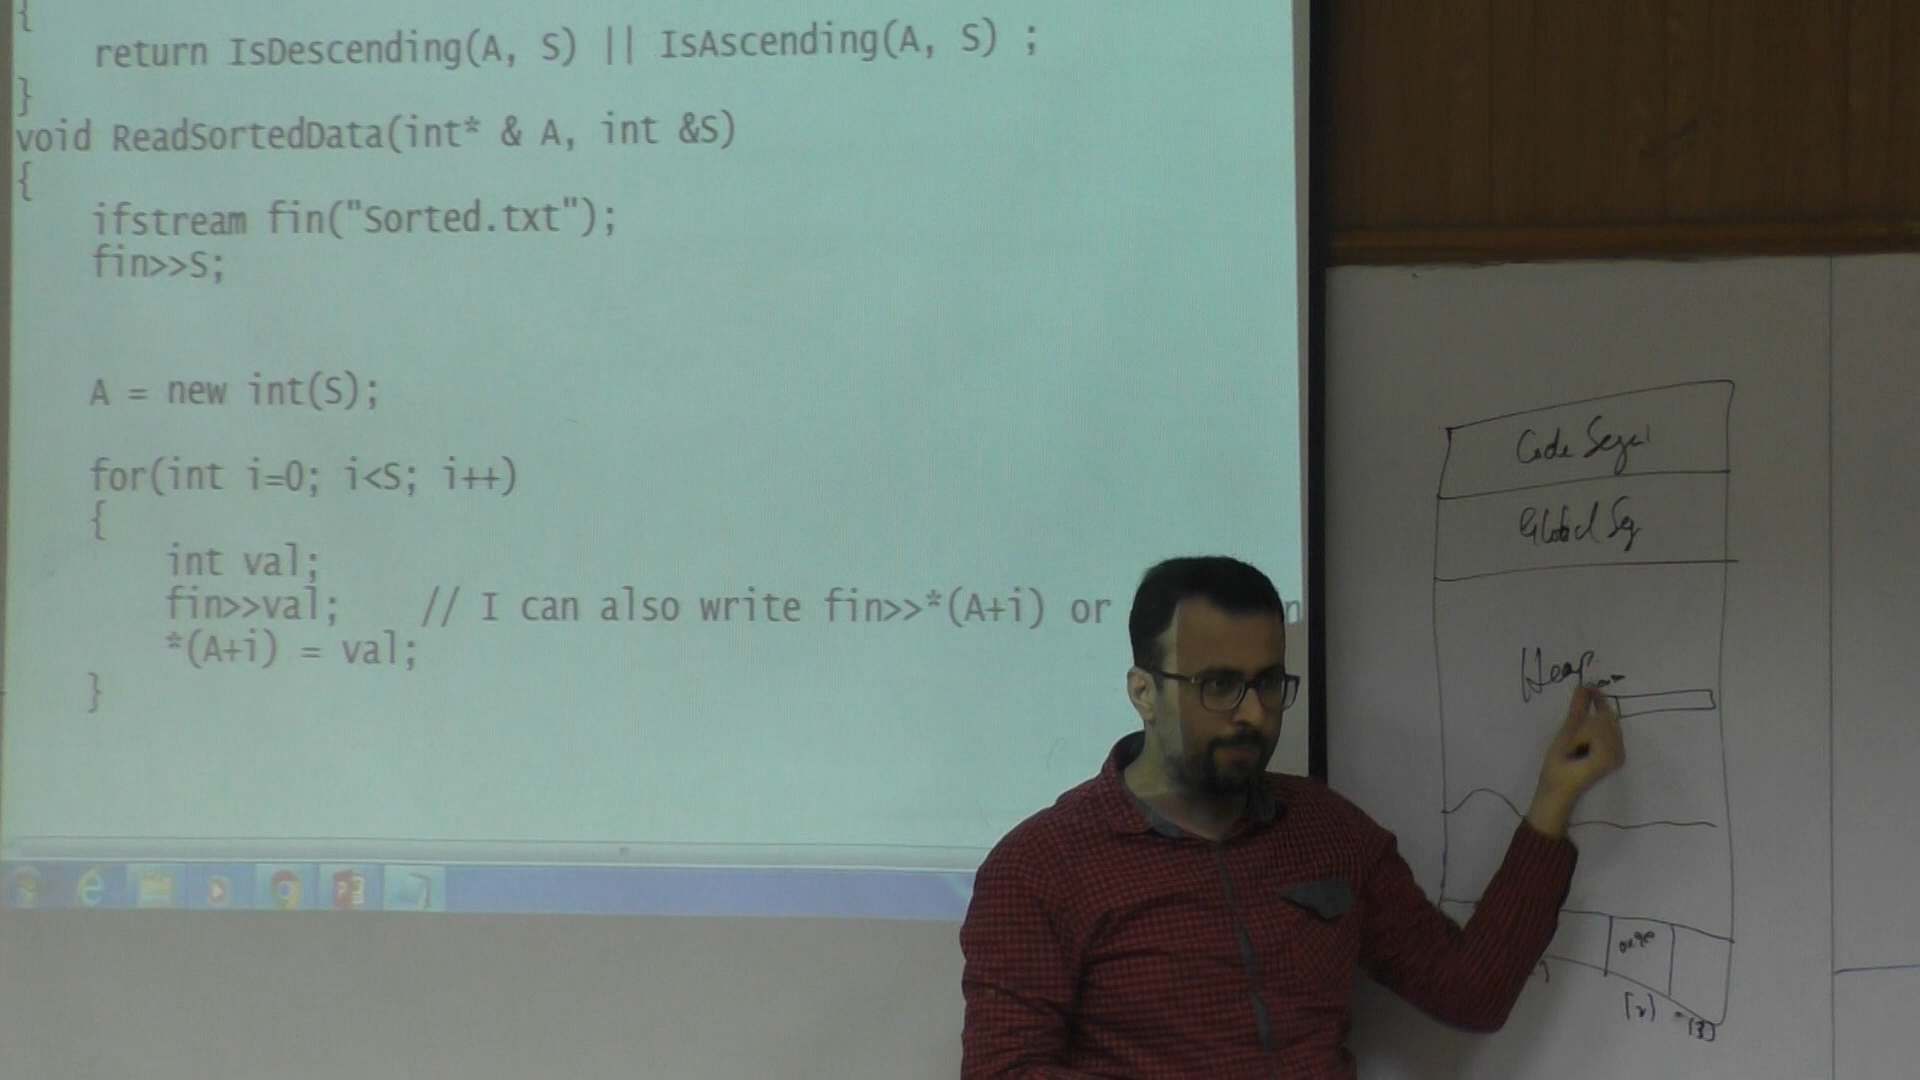 {
return IsDescending(A, S) || IsAscending(A, S) ;
}
void ReadSortedData(int* & A, int &S)
{
ifstream fin("Sorted.txt");
fin>>S;
A = new int(S);
for(int i=0; i<S; i++)
{
int val;
fin>>val; // I can also write fin>>*(A+i) or
*(A+i) = val;
}
Code
Global Seg
Heap